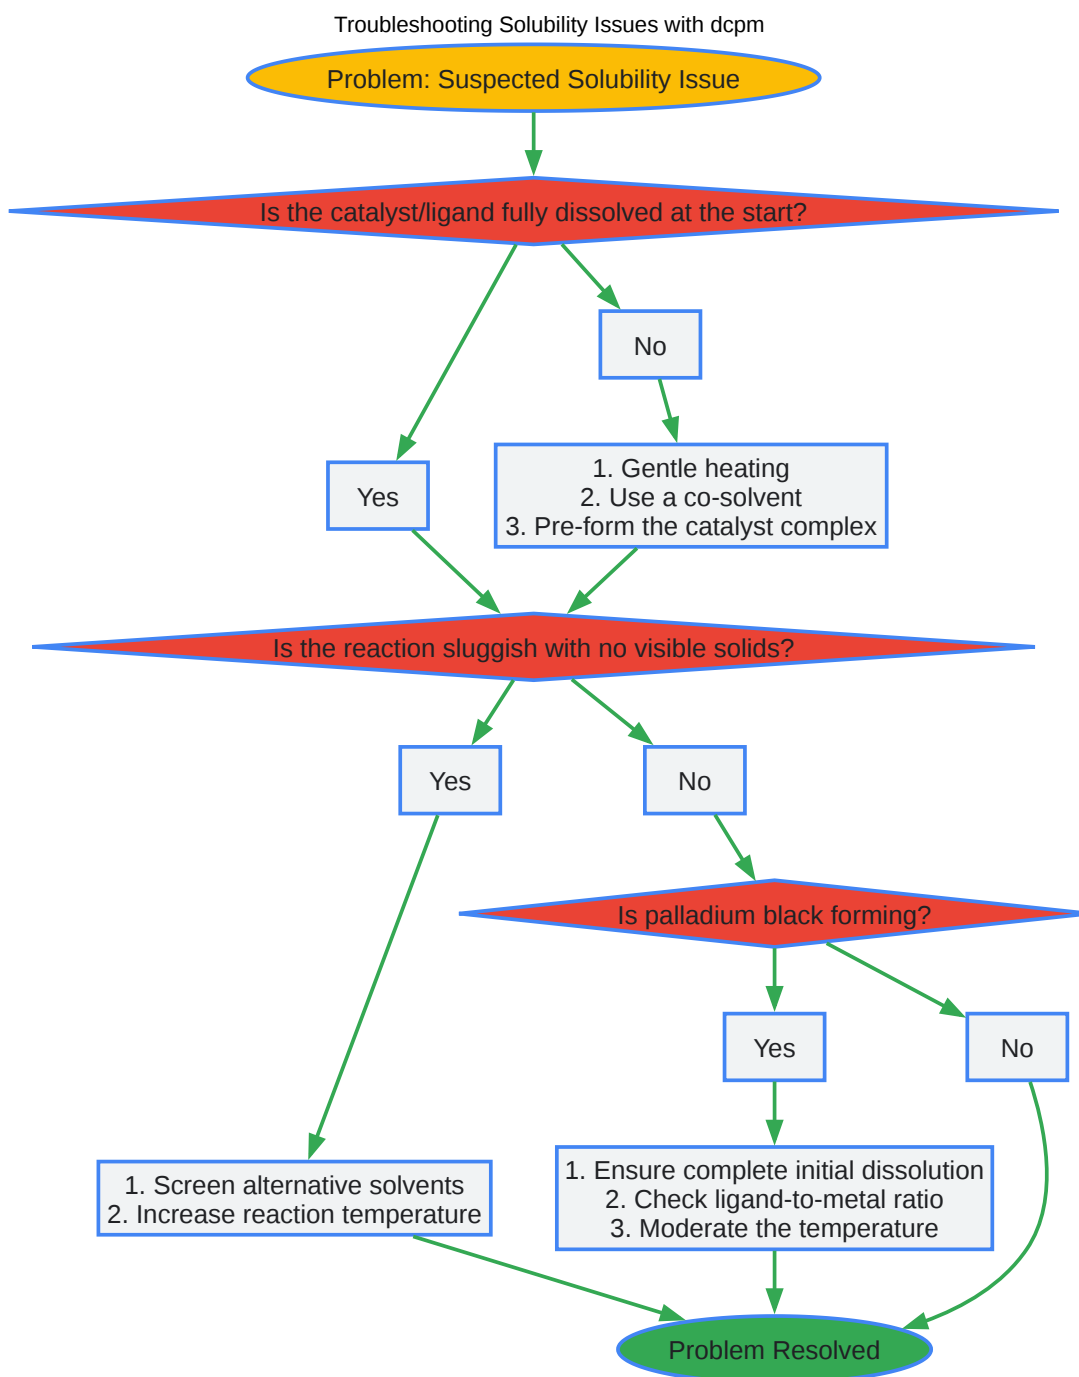 Troubleshooting Solubility Issues with dcpm
Problem: Suspected Solubility Issue
Is the catalyst/ligand fully dissolved at the start?
No
1. Gentle heating
2. Use a co-solvent
3. Pre-form the catalyst complex
Yes
Is the reaction sluggish with no visible solids?
Yes
No
Is palladium black forming?
Yes
No
1. Screen alternative solvents
2. Increase reaction temperature
1. Ensure complete initial dissolution
2. Check ligand-to-metal ratio
3. Moderate the temperature
Problem Resolved